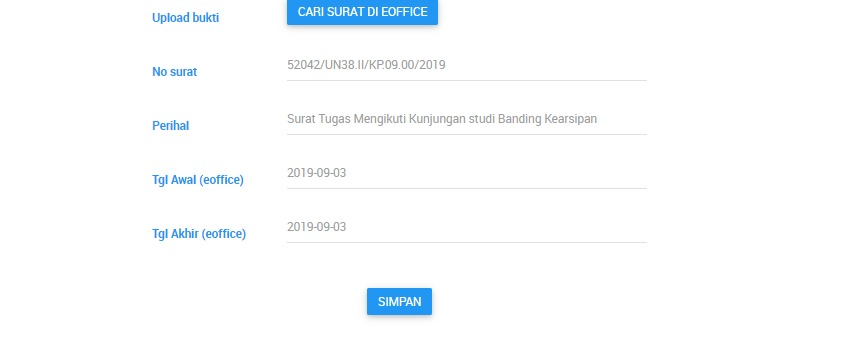 Upload bukti
CARI SURAT DI EOFFICE
No surat
52042/UN38.II/KP.09.00/2019
Perihal
Surat Tugas Mengikuti Kunjungan studi Banding Kearsipan
Tgl Awal (eoffice)
2019-09-03
Tgl Akhir (eoffice)
2019-09-03
SIMPAN